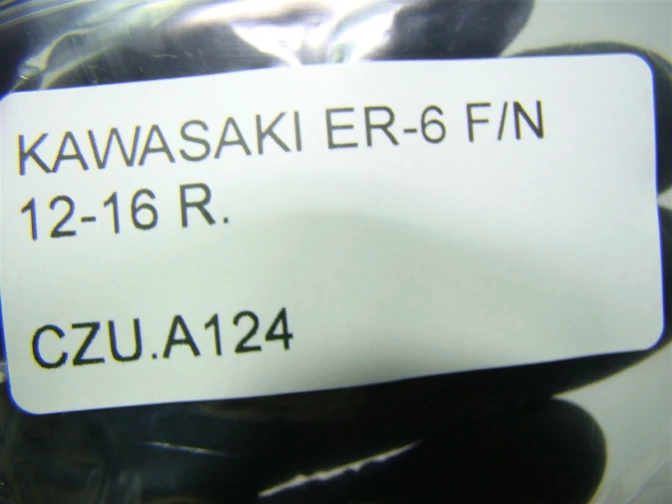 KAWASAKI ER-6 F/N
12-16 R.
CZU.A124